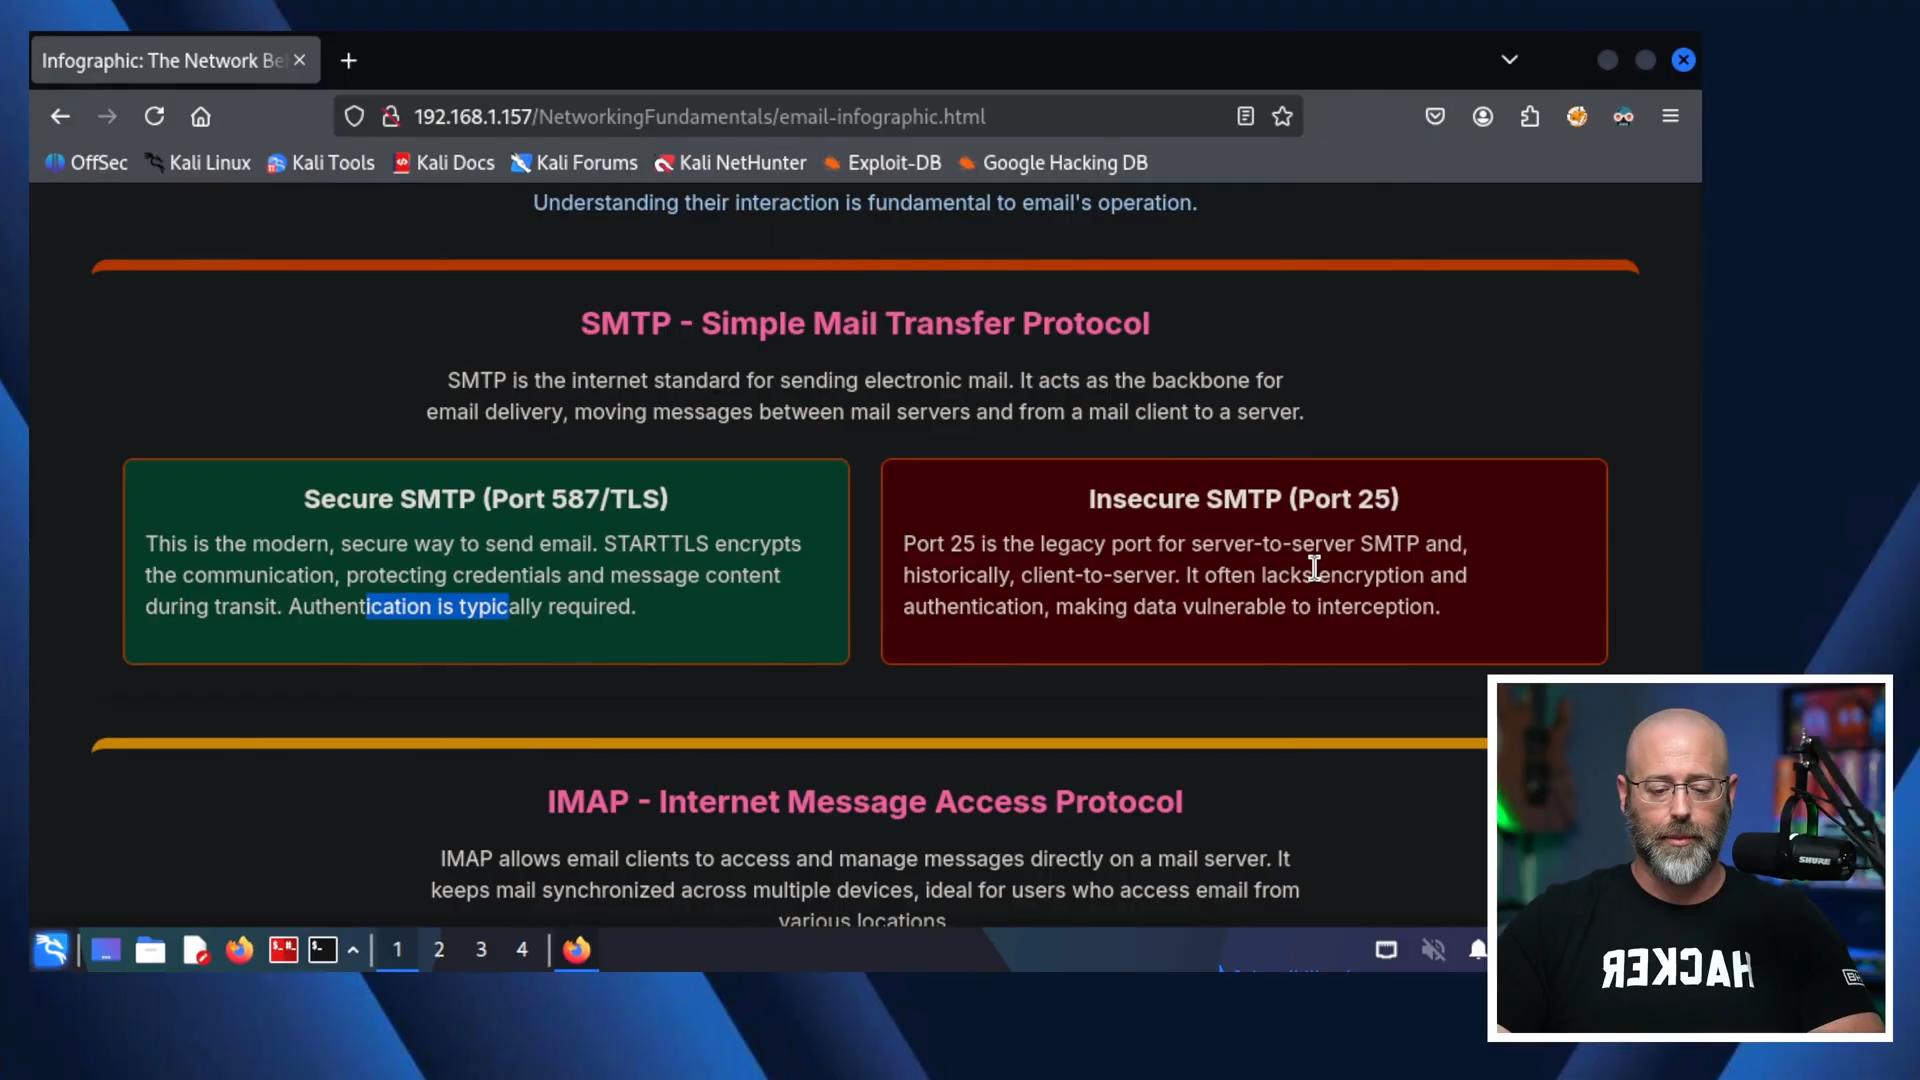 Infographic: The Network Be
192.168.1.157/NetworkingFundamentals/email-infographic.html
OffSec Kali Linux Kali Tools Kali Docs Kali Forums Kali NetHunter Exploit-DB Google Hacking DB
Understanding their interaction is fundamental to email's operation.
SMTP - Simple Mail Transfer Protocol
SMTP is the internet standard for sending electronic mail. It acts as the backbone for
email delivery, moving messages between mail servers and from a mail client to a server.
Secure SMTP (Port 587/TLS)
This is the modern, secure way to send email. STARTTLS encrypts
the communication, protecting credentials and message content
during transit. Authentication is typically required.
Insecure SMTP (Port 25)
Port 25 is the legacy port for server-to-server SMTP and,
historically, client-to-server. It often lacks encryption and
authentication, making data vulnerable to interception.
IMAP - Internet Message Access Protocol
IMAP allows email clients to access and manage messages directly on a mail server. It
keeps mail synchronized across multiple devices, ideal for users who access email from
various locations.
1 2 3 4
SHURE
HACKER